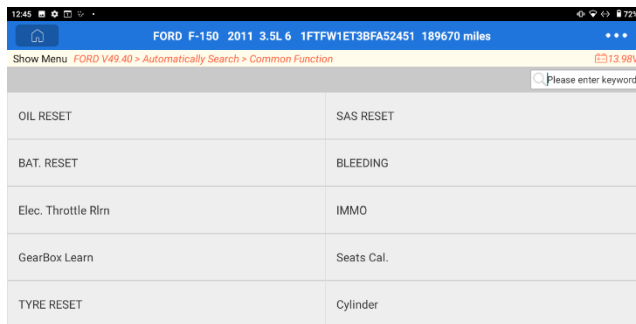 12:45
72%
FORD F-150 2011 3.5L 6 1FTFW1ET3BFA52451 189670 miles
Show Menu FORD V49.40 > Automatically Search > Common Function
13.98V
Please enter keyword
OIL RESET
SAS RESET
BAT. RESET
BLEEDING
Elec. Throttle Rlrn
IMMO
GearBox Learn
Seats Cal.
TYRE RESET
Cylinder